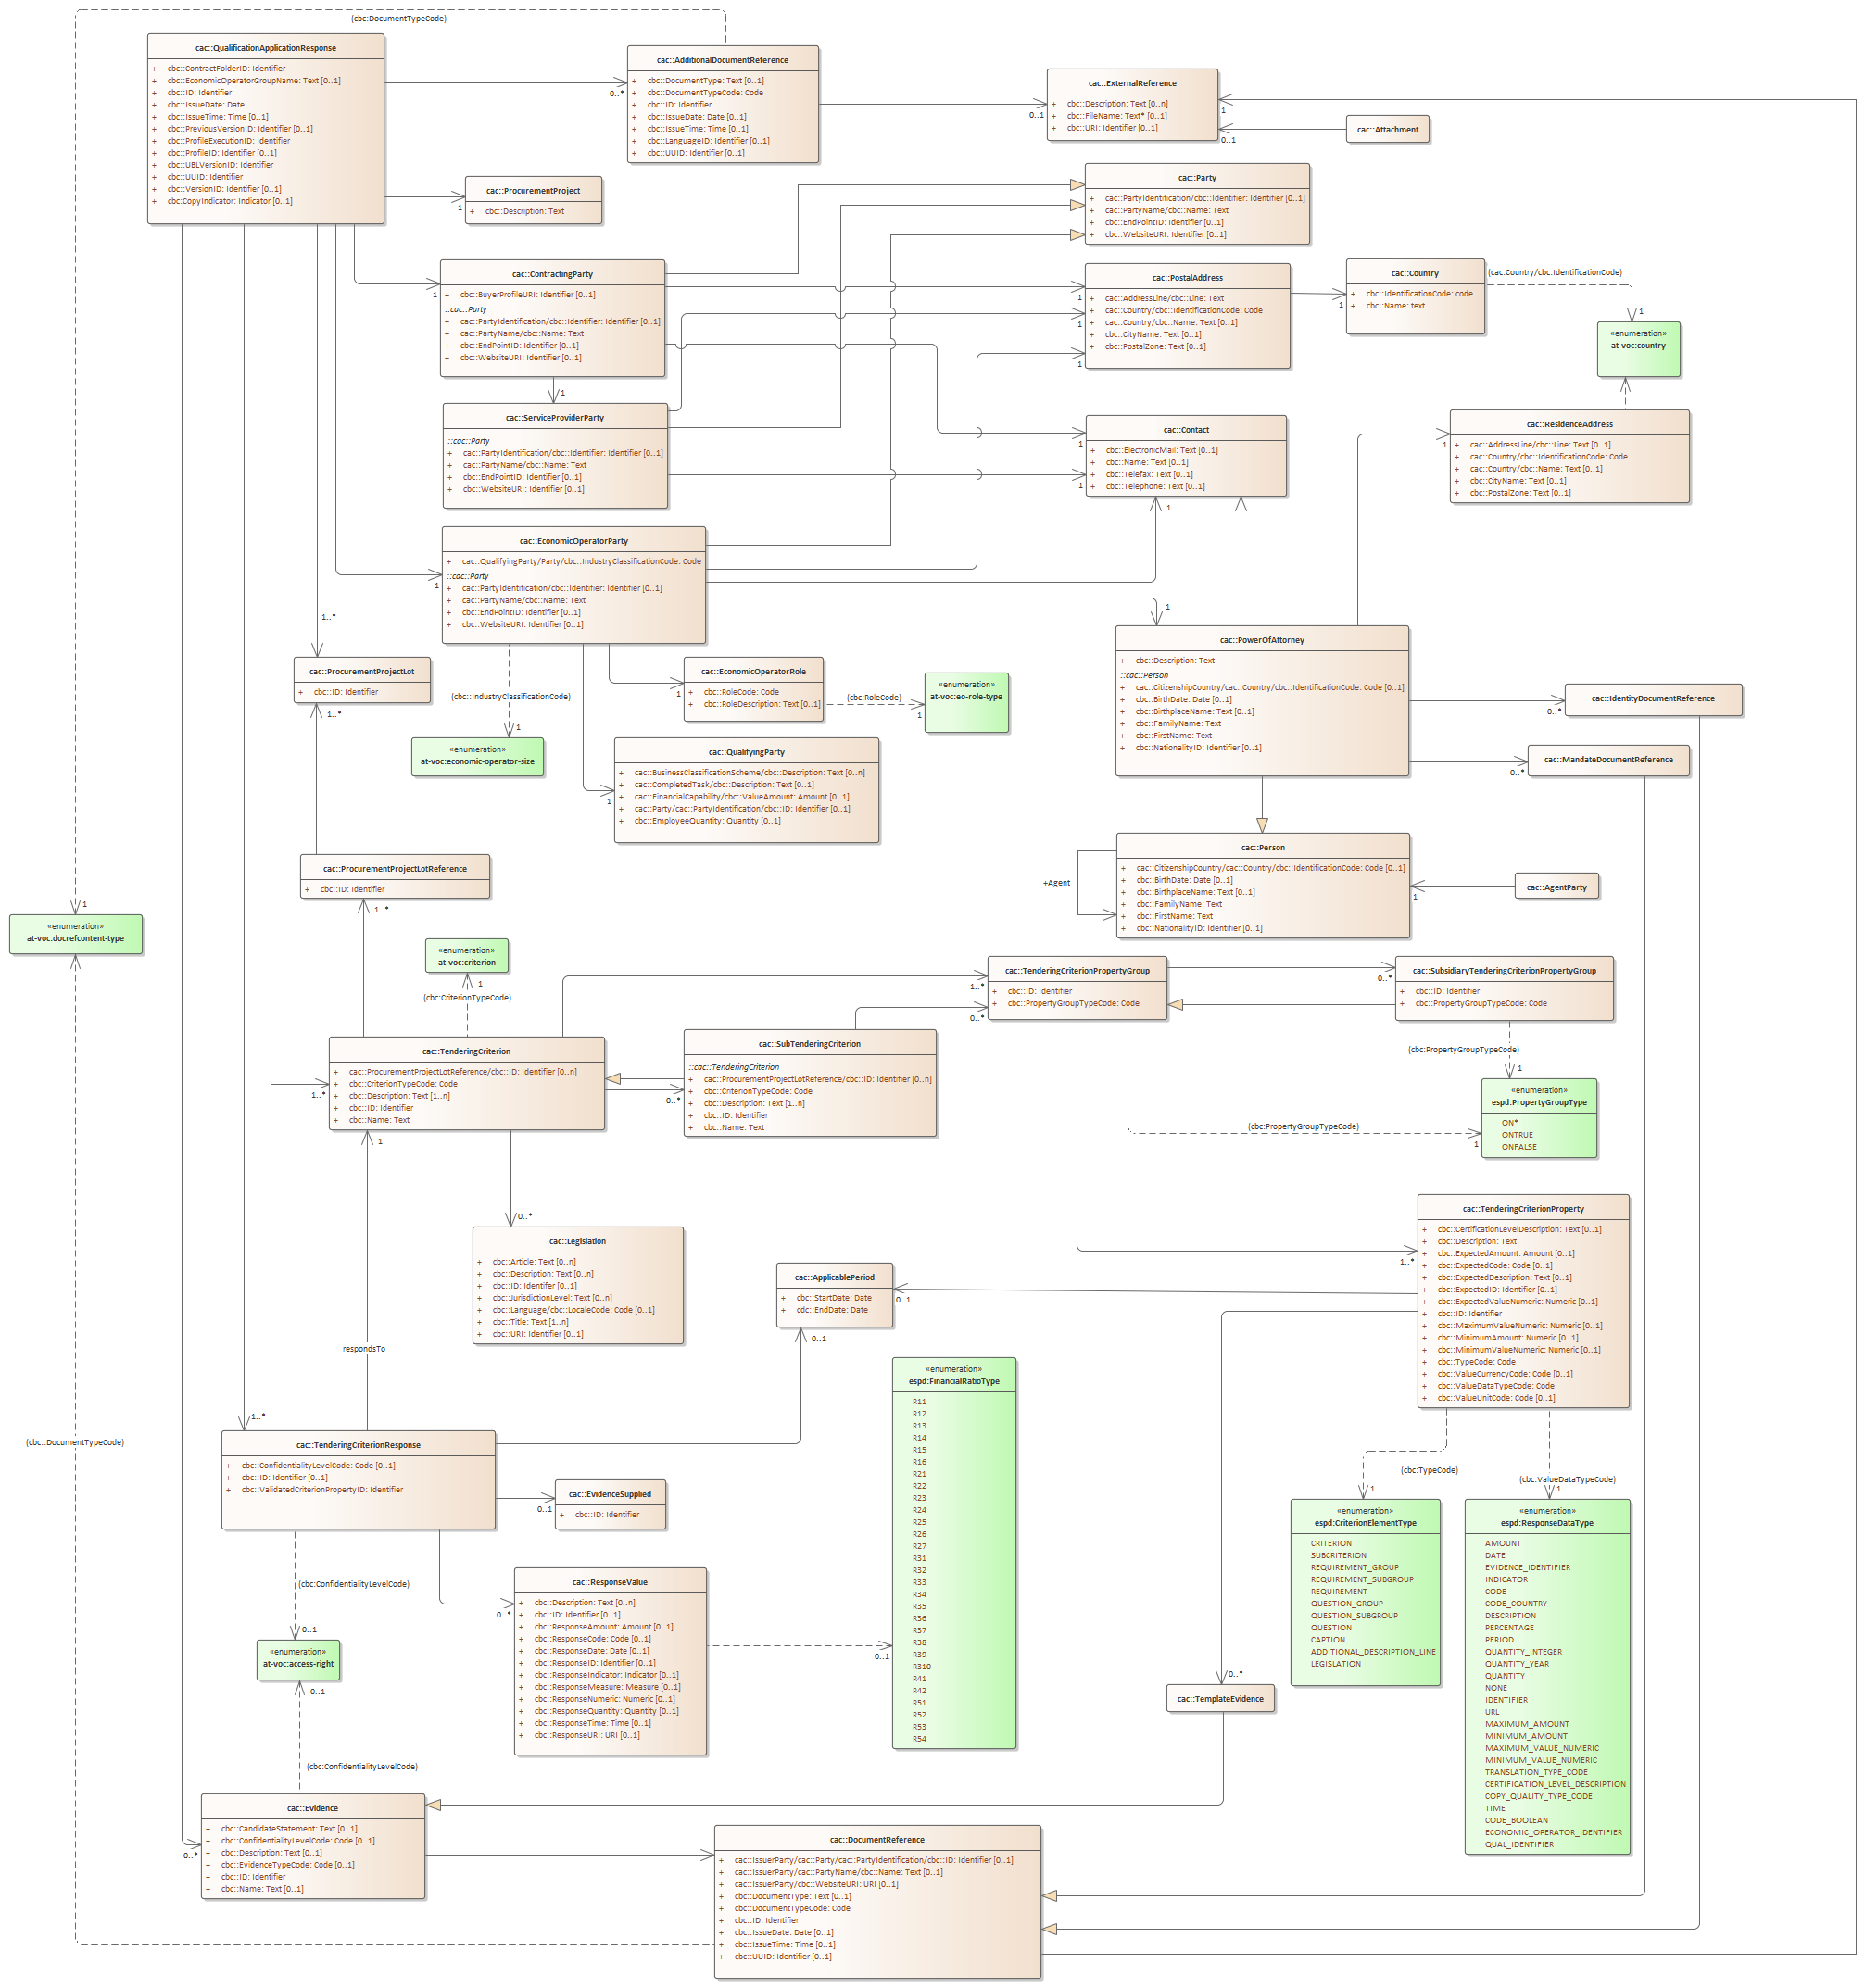 (cbc:DocumentTypeCode)
cac::QualificationApplicationResponse
+ cbc::ContractFolderID: Identifier
+ cbc::EconomicOperatorGroupName: Text [0..1]
+ cbc::ID: Identifier
+ cbc::IssueDate: Date
+ cbc::IssueTime: Time [0..1]
+ cbc::PreviousVersionID: Identifier [0..1]
+ cbc::ProfileExecutionID: Identifier
+ cbc::ProfileID: Identifier [0..1]
+ cbc::UBLVersionID: Identifier
+ cbc::UUID: Identifier
+ cbc::VersionID: Identifier [0..1]
+ cbc:CopyIndicator: Indicator [0..1]
0..*
cac::AdditionalDocumentReference
+ cbc::DocumentType: Text [0..1]
+ cbc::DocumentTypeCode: Code
+ cbc::ID: Identifier
+ cbc::IssueDate: Date [0..1]
+ cbc::IssueTime: Time [0..1]
+ cbc::LanguageID: Identifier [0..1]
+ cbc::UUID: Identifier [0..1]
0..1
cac::ExternalReference
+ cbc::Description: Text [0..n]
+ cbc::FileName: Text* [0..1]
+ cbc::URI: Identifier [0..1]
1
0..1
cac::Attachment
1
cac::ProcurementProject
+ cbc::Description: Text
cac::Party
+ cac::PartyIdentification/cbc::Identifier: Identifier [0..1]
+ cac::PartyName/cbc::Name: Text
+ cbc::EndPointID: Identifier [0..1]
+ cbc::WebsiteURI: Identifier [0..1]
1
cac::ContractingParty
+ cbc::BuyerProfileURI: Identifier [0..1]
::cac::Party
+ cac::PartyIdentification/cbc::Identifier: Identifier [0..1]
+ cac::PartyName/cbc::Name: Text
+ cbc::EndPointID: Identifier [0..1]
+ cbc::WebsiteURI: Identifier [0..1]
1
1
1
cac::PostalAddress
+ cac::AddressLine/cbc::Line: Text
+ cac::Country/cbc::IdentificationCode: Code
+ cac::Country/cbc::Name: Text [0..1]
+ cbc::CityName: Text [0..1]
+ cbc::PostalZone: Text [0..1]
1
cac::Country
+ cbc::IdentificationCode: code
+ cbc::Name: text
(cac:Country/cbc:IdentificationCode)
1
«enumeration»
at-voc:country
1
cac::ServiceProviderParty
::cac::Party
+ cac::PartyIdentification/cbc::Identifier: Identifier [0..1]
+ cac::PartyName/cbc::Name: Text
+ cbc::EndPointID: Identifier [0..1]
+ cbc::WebsiteURI: Identifier [0..1]
1
1
cac::Contact
+ cbc::ElectronicMail: Text [0..1]
+ cbc::Name: Text [0..1]
+ cbc::Telefax: Text [0..1]
+ cbc::Telephone: Text [0..1]
1
1
cac::ResidenceAddress
+ cac::AddressLine/cbc::Line: Text [0..1]
+ cac::Country/cbc::IdentificationCode: Code
+ cac::Country/cbc::Name: Text [0..1]
+ cbc::CityName: Text [0..1]
+ cbc::PostalZone: Text [0..1]
1
cac::EconomicOperatorParty
+ cac::QualifyingParty/Party/cbc::IndustryClassificationCode: Code
::cac::Party
+ cac::PartyIdentification/cbc::Identifier: Identifier [0..1]
+ cac::PartyName/cbc::Name: Text
+ cbc::EndPointID: Identifier [0..1]
+ cbc::WebsiteURI: Identifier [0..1]
1
1..*
cac::ProcurementProjectLot
+ cbc::ID: Identifier
1..*
(cbc::IndustryClassificationCode)
1
«enumeration»
at-voc:economic-operator-size
1
cac::EconomicOperatorRole
+ cbc::RoleCode: Code
+ cbc::RoleDescription: Text [0..1]
(cbc:RoleCode)
1
«enumeration»
at-voc:eo-role-type
1
cac::QualifyingParty
+ cac::BusinessClassificationScheme/cbc::Description: Text [0..n]
+ cac::CompletedTask/cbc::Description: Text [0..1]
+ cac::FinancialCapability/cbc::ValueAmount: Amount [0..1]
+ cac::Party/cac::PartyIdentification/cbc::ID: Identifier [0..1]
+ cbc::EmployeeQuantity: Quantity [0..1]
cac::PowerOfAttorney
+ cbc::Description: Text
::cac::Person
+ cac::CitizenshipCountry/cac::Country/cbc::IdentificationCode: Code [0..1]
+ cbc::BirthDate: Date [0..1]
+ cbc::BirthplaceName: Text [0..1]
+ cbc::FamilyName: Text
+ cbc::FirstName: Text
+ cbc::NationalityID: Identifier [0..1]
0..*
cac::IdentityDocumentReference
0..*
cac::MandateDocumentReference
cac::Person
+ cac::CitizenshipCountry/cac::Country/cbc::IdentificationCode: Code [0..1]
+ cbc::BirthDate: Date [0..1]
+ cbc::BirthplaceName: Text [0..1]
+ cbc::FamilyName: Text
+ cbc::FirstName: Text
+ cbc::NationalityID: Identifier [0..1]
+Agent
1
cac::AgentParty
cac::ProcurementProjectLotReference
+ cbc::ID: Identifier
1..*
1
«enumeration»
at-voc:docrefcontent-type
«enumeration»
at-voc:criterion
1
(cbc:CriterionTypeCode)
1..*
0..*
cac::TenderingCriterionPropertyGroup
+ cbc::ID: Identifier
+ cbc::PropertyGroupTypeCode: Code
0..*
cac::SubsidiaryTenderingCriterionPropertyGroup
+ cbc::ID: Identifier
+ cbc::PropertyGroupTypeCode: Code
(cbc:PropertyGroupTypeCode)
1
«enumeration»
espd:PropertyGroupType
ON*
ONTRUE
ONFALSE
(cbc:PropertyGroupTypeCode)
1
1..*
cac::TenderingCriterion
+ cac::ProcurementProjectLotReference/cbc::ID: Identifier [0..n]
+ cbc::CriterionTypeCode: Code
+ cbc::Description: Text [1..n]
+ cbc::ID: Identifier
+ cbc::Name: Text
0..*
cac::SubTenderingCriterion
::cac::TenderingCriterion
+ cac::ProcurementProjectLotReference/cbc::ID: Identifier [0..n]
+ cbc::CriterionTypeCode: Code
+ cbc::Description: Text [1..n]
+ cbc::ID: Identifier
+ cbc::Name: Text
1
0..*
cac::Legislation
+ cbc::Article: Text [0..n]
+ cbc::Description: Text [0..n]
+ cbc::ID: Identifer [0..1]
+ cbc::JurisdictionLevel: Text [0..n]
+ cbc::Language/cbc::LocaleCode: Code [0..1]
+ cbc::Title: Text [1..n]
+ cbc::URI: Identifier [0..1]
cac::ApplicablePeriod
+ cbc::StartDate: Date
+ cdc::EndDate: Date
0..1
0..1
1..*
cac::TenderingCriterionProperty
+ cbc::CertificationLevelDescription: Text [0..1]
+ cbc::Description: Text
+ cbc::ExpectedAmount: Amount [0..1]
+ cbc::ExpectedCode: Code [0..1]
+ cbc::ExpectedDescription: Text [0..1]
+ cbc::ExpectedID: Identifier [0..1]
+ cbc::ExpectedValueNumeric: Numeric [0..1]
+ cbc::ID: Identifier
+ cbc::MaximumValueNumeric: Numeric [0..1]
+ cbc::MinimumAmount: Numeric [0..1]
+ cbc::MinimumValueNumeric: Numeric [0..1]
+ cbc::TypeCode: Code
+ cbc::ValueCurrencyCode: Code [0..1]
+ cbc::ValueDataTypeCode: Code
+ cbc::ValueUnitCode: Code [0..1]
respondsTo
(cbc:TypeCode)
1
(cbc:ValueDataTypeCode)
1
«enumeration»
espd:FinancialRatioType
R11
R12
R13
R14
R15
R16
R21
R22
R23
R24
R25
R26
R27
R31
R32
R33
R34
R35
R36
R37
R38
R39
R310
R41
R42
R51
R52
R53
R54
1..*
cac::TenderingCriterionResponse
+ cbc::ConfidentialityLevelCode: Code [0..1]
+ cbc::ID: Identifier [0..1]
+ cbc::ValidatedCriterionPropertyID: Identifier
(cbc::DocumentTypeCode)
0..1
cac::EvidenceSupplied
+ cbc::ID: Identifier
«enumeration»
espd:CriterionElementType
CRITERION
SUBCRITERION
REQUIREMENT_GROUP
REQUIREMENT_SUBGROUP
REQUIREMENT
QUESTION_GROUP
QUESTION_SUBGROUP
QUESTION
CAPTION
ADDITIONAL_DESCRIPTION_LINE
LEGISLATION
«enumeration»
espd:ResponseDataType
AMOUNT
DATE
EVIDENCE_IDENTIFIER
INDICATOR
CODE
CODE_COUNTRY
DESCRIPTION
PERCENTAGE
PERIOD
QUANTITY_INTEGER
QUANTITY_YEAR
QUANTITY
NONE
IDENTIFIER
URL
MAXIMUM_AMOUNT
MINIMUM_AMOUNT
MAXIMUM_VALUE_NUMERIC
MINIMUM_VALUE_NUMERIC
TRANSLATION_TYPE_CODE
CERTIFICATION_LEVEL_DESCRIPTION
COPY_QUALITY_TYPE_CODE
TIME
CODE_BOOLEAN
ECONOMIC_OPERATOR_IDENTIFIER
QUAL_IDENTIFIER
(cbc:ConfidentialityLevelCode)
0..1
«enumeration»
at-voc:access-right
0..1
(cbc:ConfidentialityLevelCode)
0..*
cac::ResponseValue
+ cbc::Description: Text [0..n]
+ cbc::ID: Identifier [0..1]
+ cbc::ResponseAmount: Amount [0..1]
+ cbc::ResponseCode: Code [0..1]
+ cbc::ResponseDate: Date [0..1]
+ cbc::ResponseID: Identifier [0..1]
+ cbc::ResponseIndicator: Indicator [0..1]
+ cbc::ResponseMeasure: Measure [0..1]
+ cbc::ResponseNumeric: Numeric [0..1]
+ cbc::ResponseQuantity: Quantity [0..1]
+ cbc::ResponseTime: Time [0..1]
+ cbc::ResponseURI: URI [0..1]
0..1
0..*
cac::TemplateEvidence
0..*
cac::Evidence
+ cbc::CandidateStatement: Text [0..1]
+ cbc::ConfidentialityLevelCode: Code [0..1]
+ cbc::Description: Text [0..1]
+ cbc::EvidenceTypeCode: Code [0..1]
+ cbc::ID: Identifier
+ cbc::Name: Text [0..1]
cac::DocumentReference
+ cac::IssuerParty/cac::Party/cac::PartyIdentification/cbc::ID: Identifier [0..1]
+ cac::IssuerParty/cac::PartyName/cbc::Name: Text [0..1]
+ cac::IssuerParty/cbc::WebsiteURI: URI [0..1]
+ cbc::DocumentType: Text [0..1]
+ cbc::DocumentTypeCode: Code
+ cbc::ID: Identifier
+ cbc::IssueDate: Date [0..1]
+ cbc::IssueTime: Time [0..1]
+ cbc::UUID: Identifier [0..1]